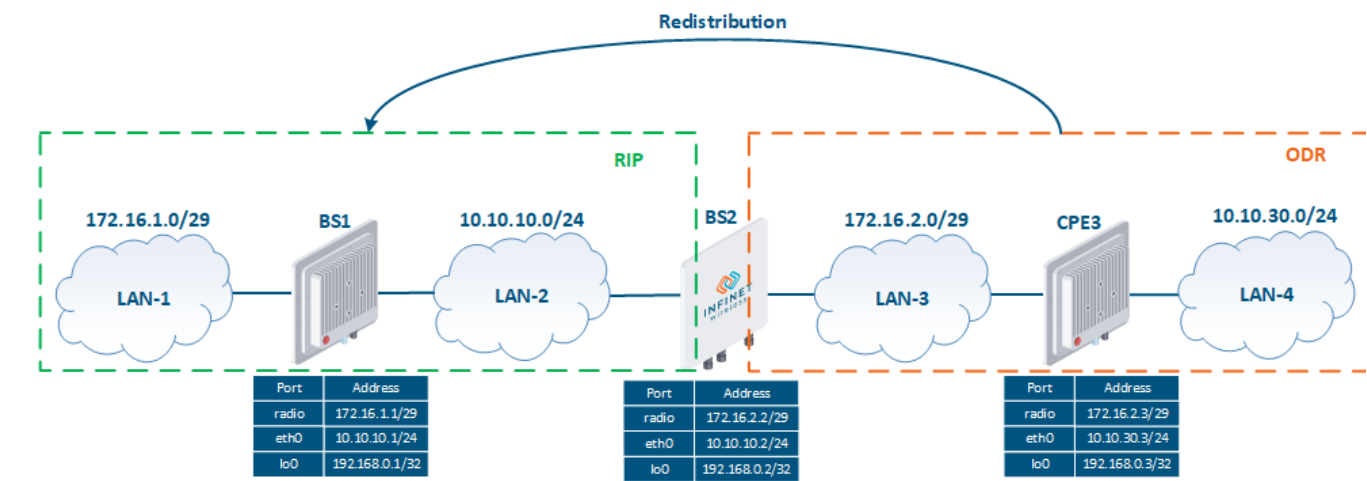 Redistribution
RIP
ODR
172.16.1.0/29
BS1
10.10.10.0/24
BS2
172.16.2.0/29
CPE3
10.10.30.0/24
LAN-1
LAN-2
INFINET
wireless
LAN-3
LAN-4
Port Address
radio 172.16.1.1/29
eth0 10.10.10.1/24
lo0 192.168.0.1/32
Port Address
radio 172.16.2.2/29
eth0 10.10.10.2/24
lo0 192.168.0.2/32
Port Address
radio 172.16.2.3/29
eth0 10.10.30.3/24
lo0 192.168.0.3/32